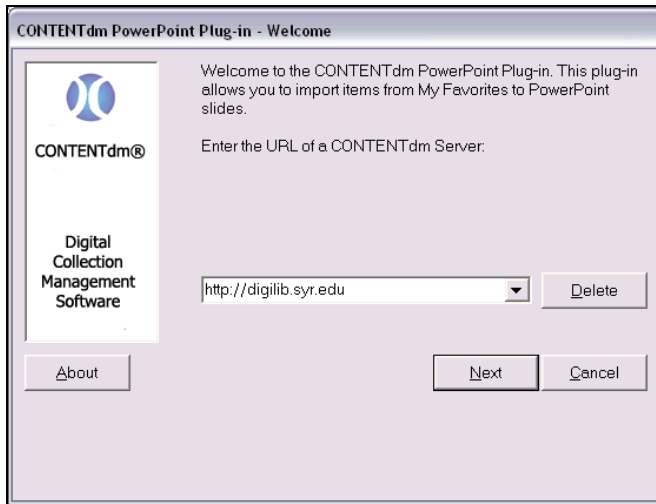 CONTENTdm PowerPoint Plug-in - Welcome
CONTENTdm®
Digital
Collection
Management
Software
Welcome to the CONTENTdm PowerPoint Plug-in. This plug-in
allows you to import items from My Favorites to PowerPoint
slides.
Enter the URL of a CONTENTdm Server:
http://digilib.syr.edu
Delete
About
Next
Cancel